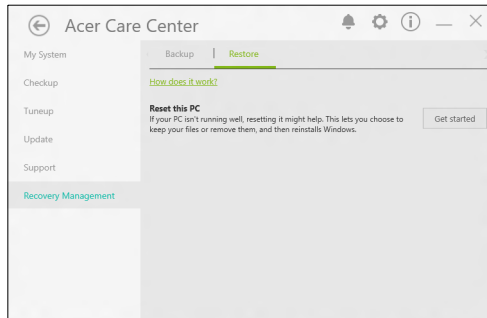 Acer Care Center
My System
Backup | Restore
Checkup
How does it work?
Tuneup
Reset this PC
If your PC isn't running well, resetting it might help. This lets you choose to
keep your files or remove them, and then reinstalls Windows.
Get started
Update
Support
Recovery Management